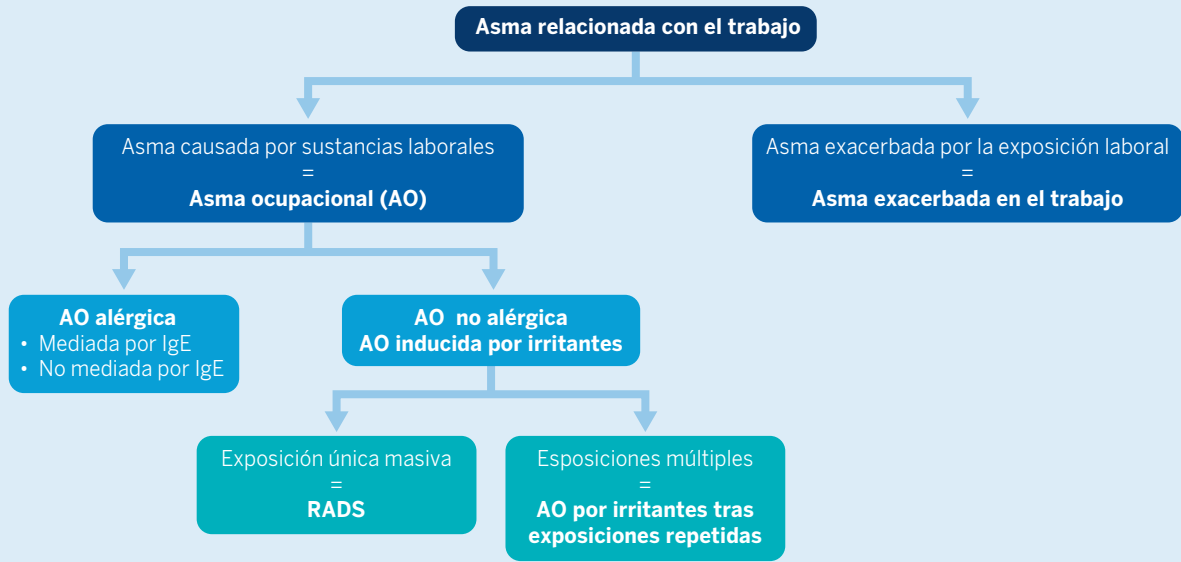 Asma relacionada con el trabajo
Asma causada por sustancias laborales
=
Asma ocupacional (AO)
Asma exacerbada por la exposición laboral
=
Asma exacerbada en el trabajo
AO alérgica
• Mediada por IgE
• No mediada por IgE
AO no alérgica
AO inducida por irritantes
Exposición única masiva
=
RADS
Esposiciones múltiples
=
AO por irritantes tras
exposiciones repetidas